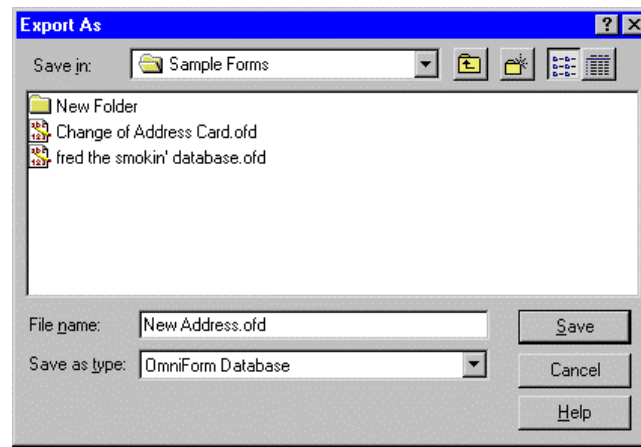 Export As
Save in: Sample Forms
New Folder
Change of Address Card.ofd
fred the smokin' database.ofd
File name: New Address.ofd Save
Save as type: OmniForm Database Cancel
Help